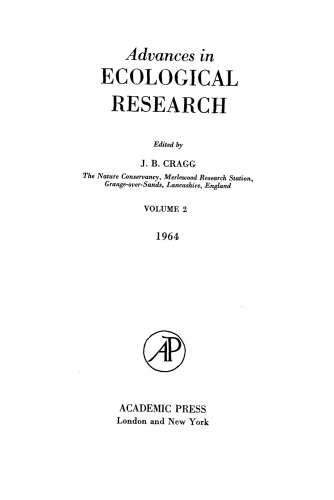 Advances in
ECOLOGICAL
RESEARCH
Edited by
J. B. CRAGG
The Nature Conservancy, Merlewood Research Station,
Grange-over-Sands, Lancashire, England
VOLUME 2
1964
AP
ACADEMIC PRESS
London and New York